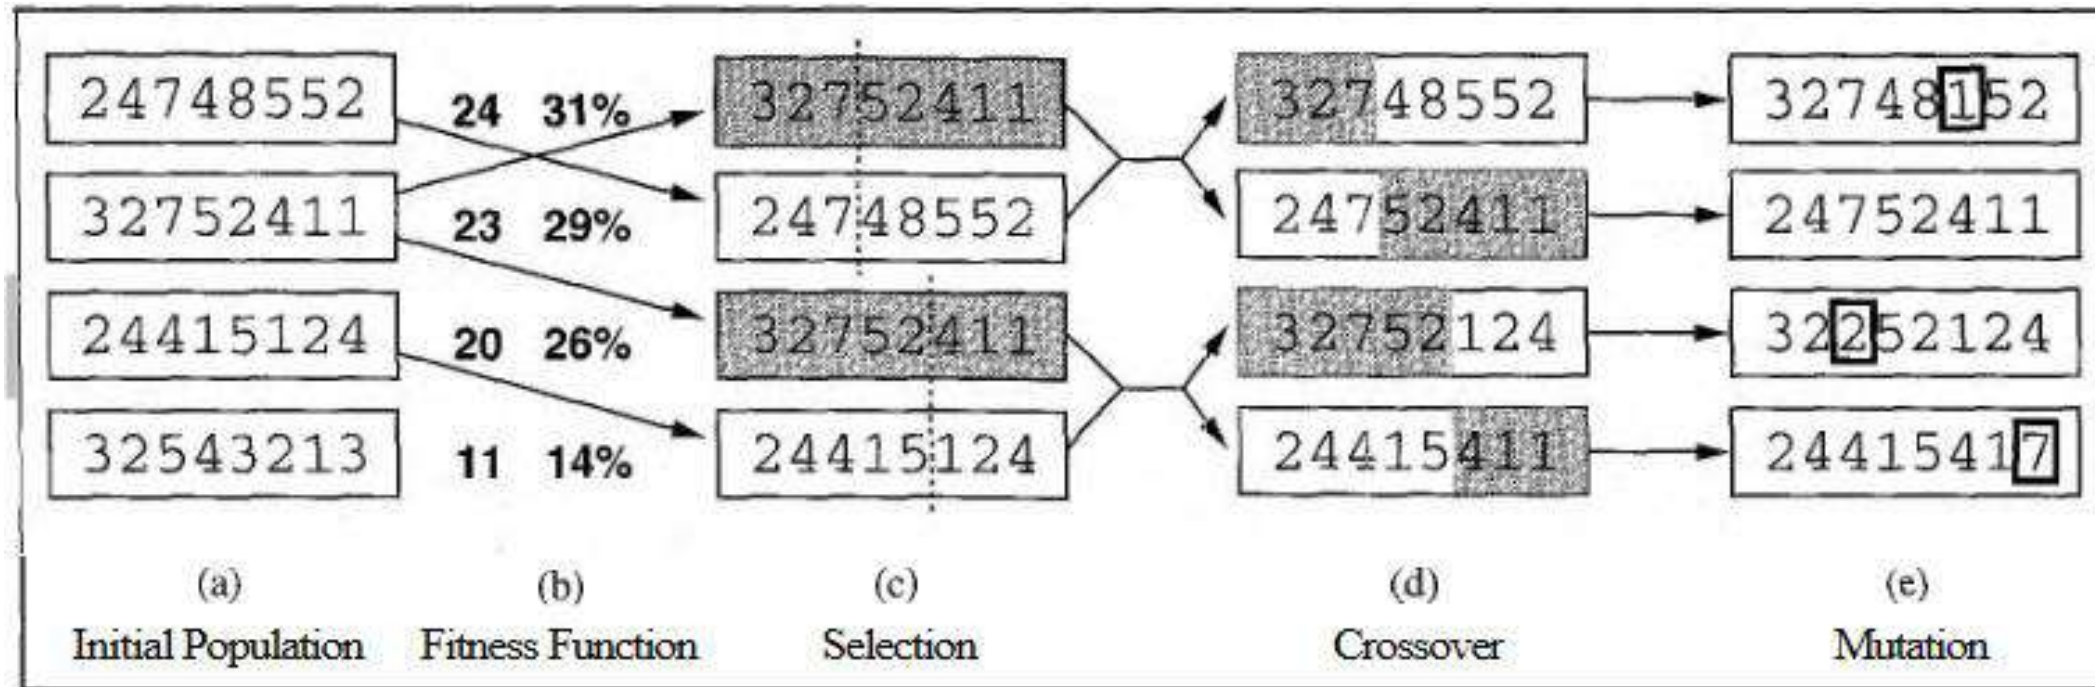 24748552 24 31% 32752411 32748552 32748152
32752411 23 29% 24748552 24752411 24752411
24415124 20 26% 32752411 32752124 32252124
32543213 11 14% 24415124 24415411 24415417
(a) (b) (c) (d) (e)
Initial Population Fitness Function Selection Crossover Mutation